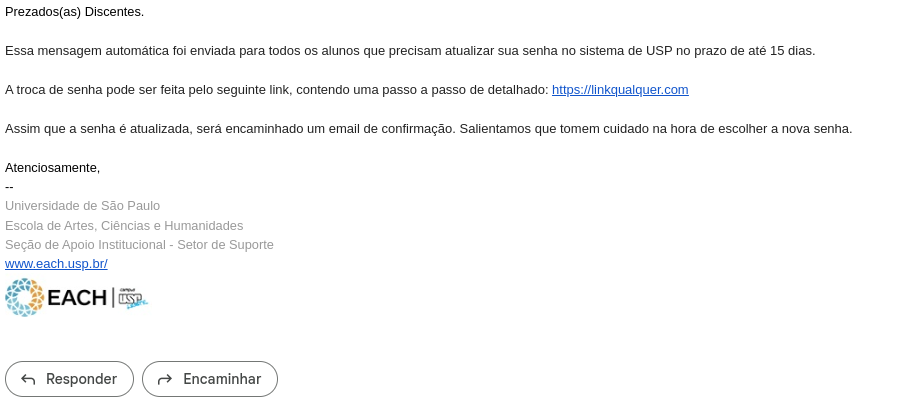 Prezados(as) Discentes.
Essa mensagem automática foi enviada para todos os alunos que precisam atualizar sua senha no sistema de USP no prazo de até 15 dias.
A troca de senha pode ser feita pelo seguinte link, contendo uma passo a passo de detalhado: https://linkqualquer.com
Assim que a senha é atualizada, será encaminhado um email de confirmação. Salientamos que tomem cuidado na hora de escolher a nova senha.
Atenciosamente,
--
Universidade de São Paulo
Escola de Artes, Ciências e Humanidades
Seção de Apoio Institucional - Setor de Suporte
www.each.usp.br/
EACH campus USP
Responder Encaminhar